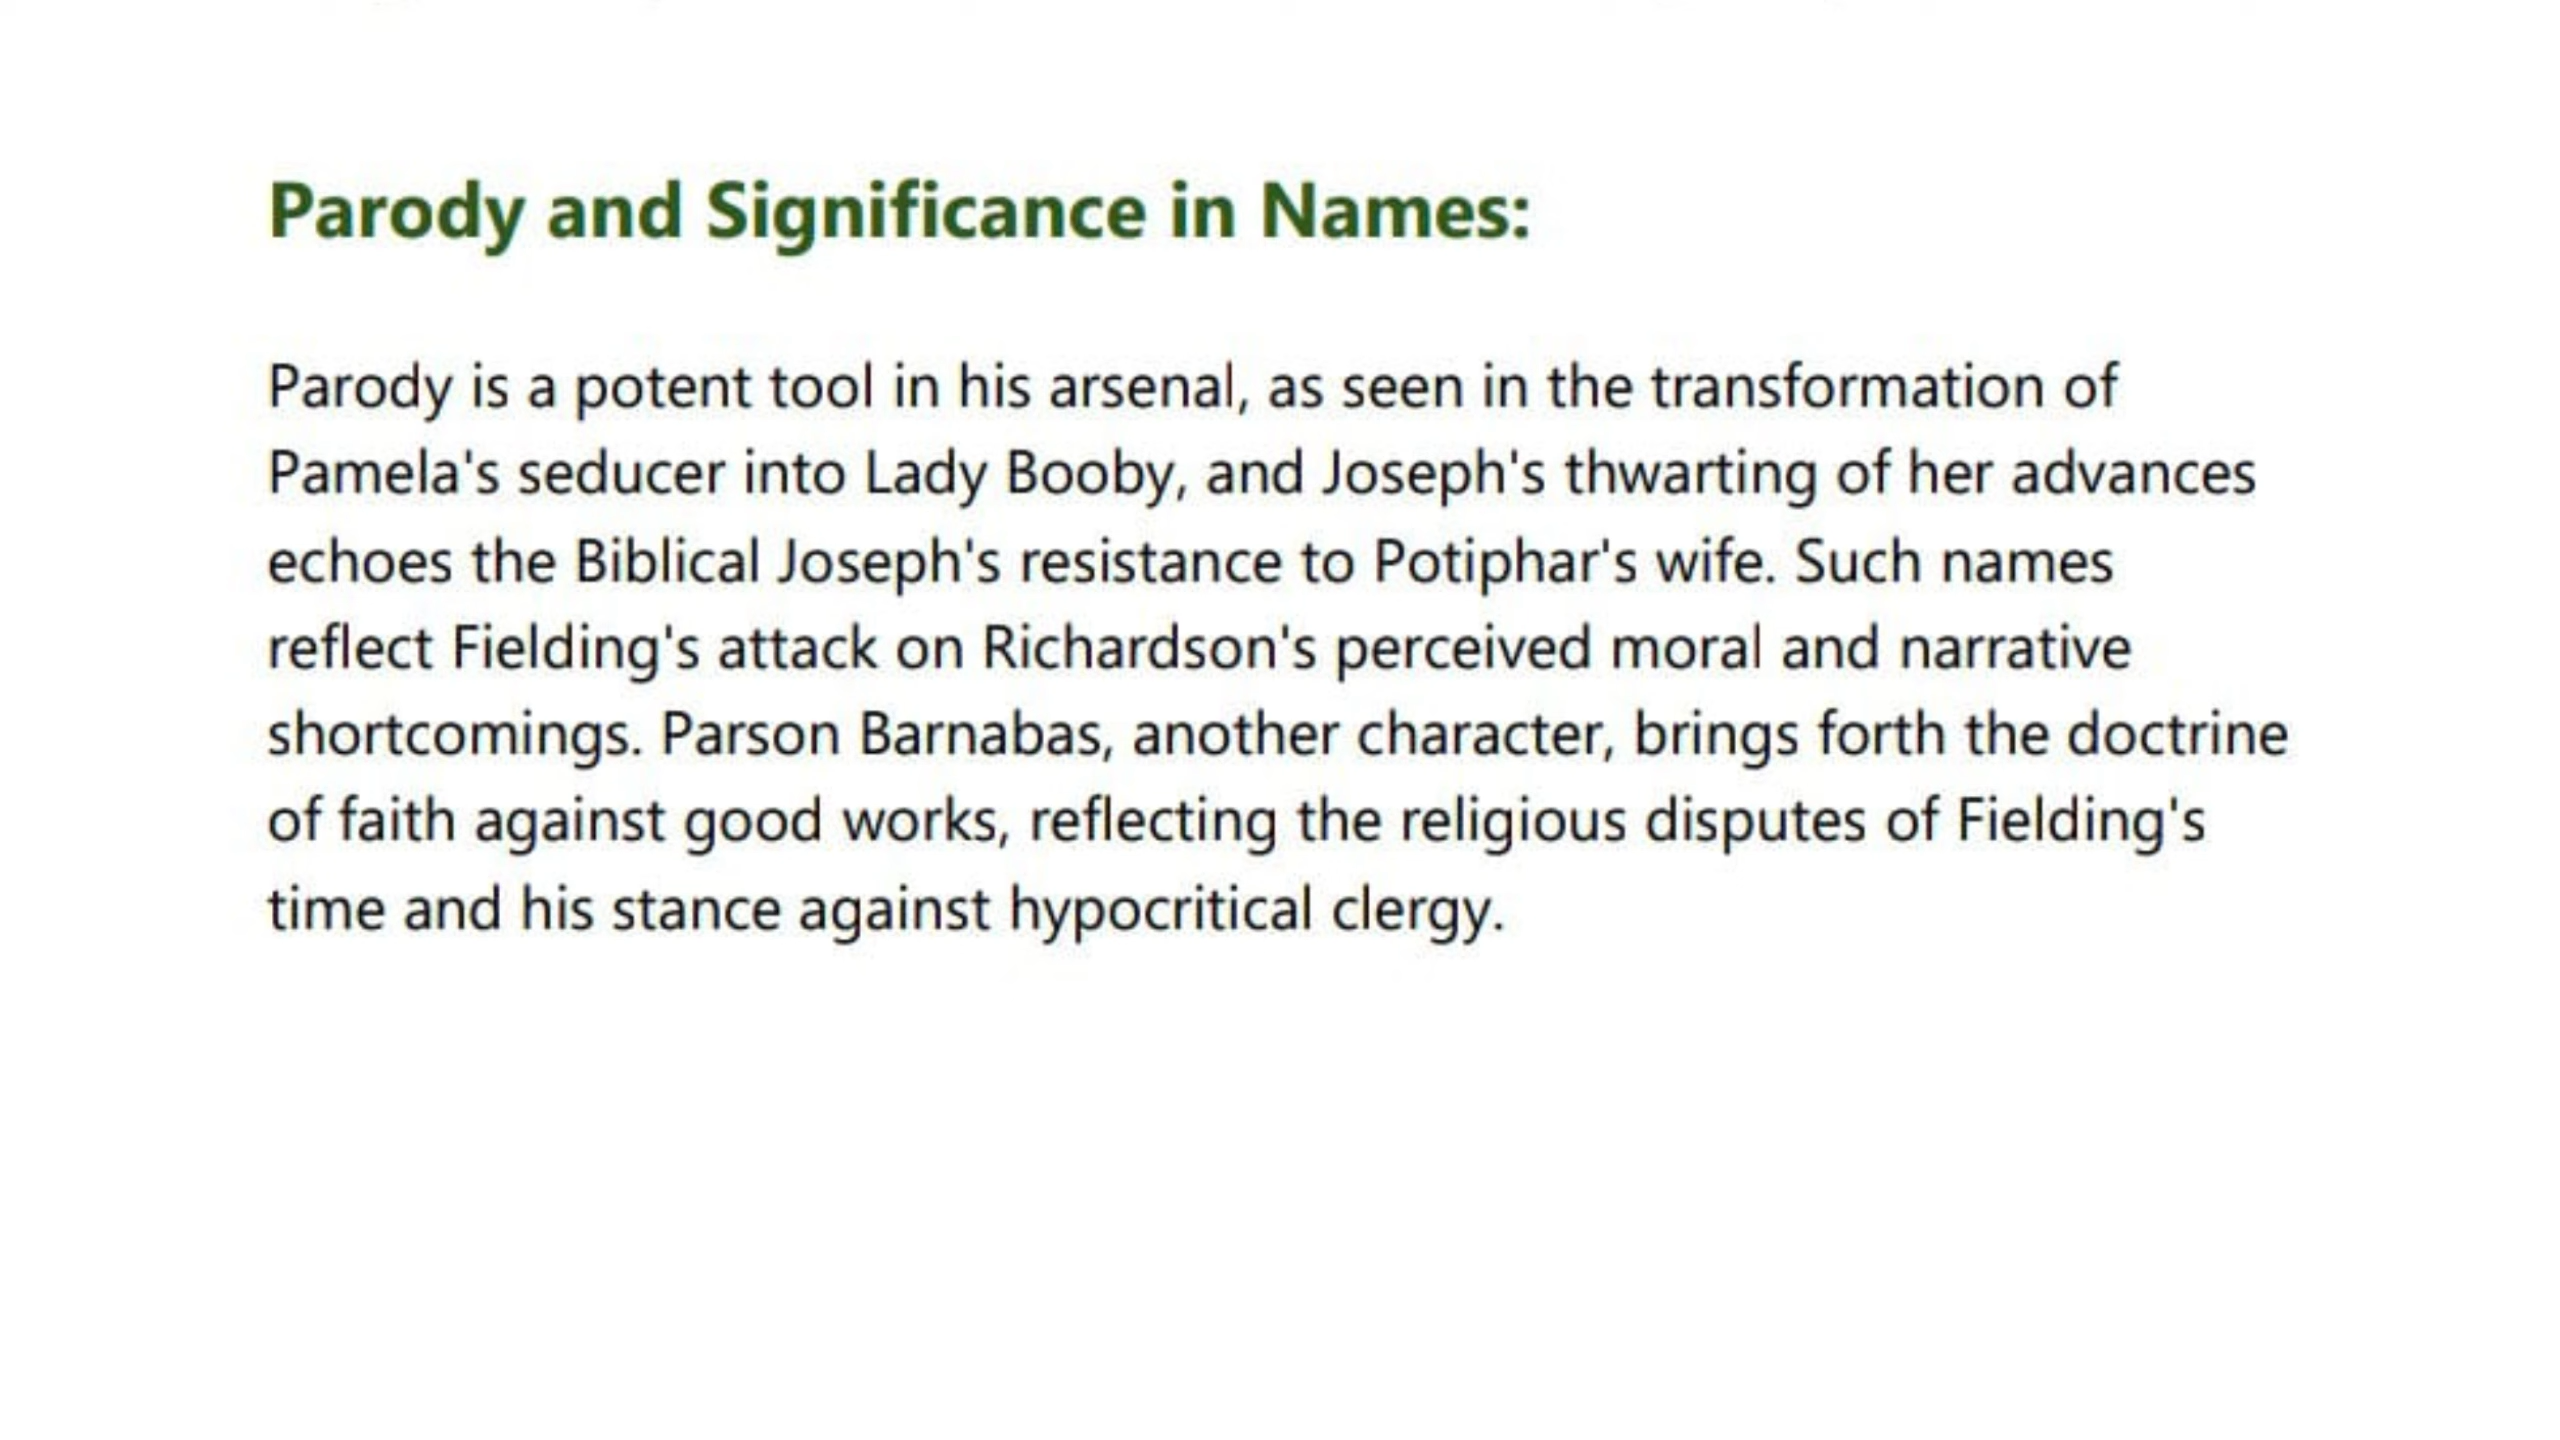 Parody and Significance in Names:
Parody is a potent tool in his arsenal, as seen in the transformation of
Pamela's seducer into Lady Booby, and Joseph's thwarting of her advances
echoes the Biblical Joseph's resistance to Potiphar's wife. Such names
reflect Fielding's attack on Richardson's perceived moral and narrative
shortcomings. Parson Barnabas, another character, brings forth the doctrine
of faith against good works, reflecting the religious disputes of Fielding's
time and his stance against hypocritical clergy.